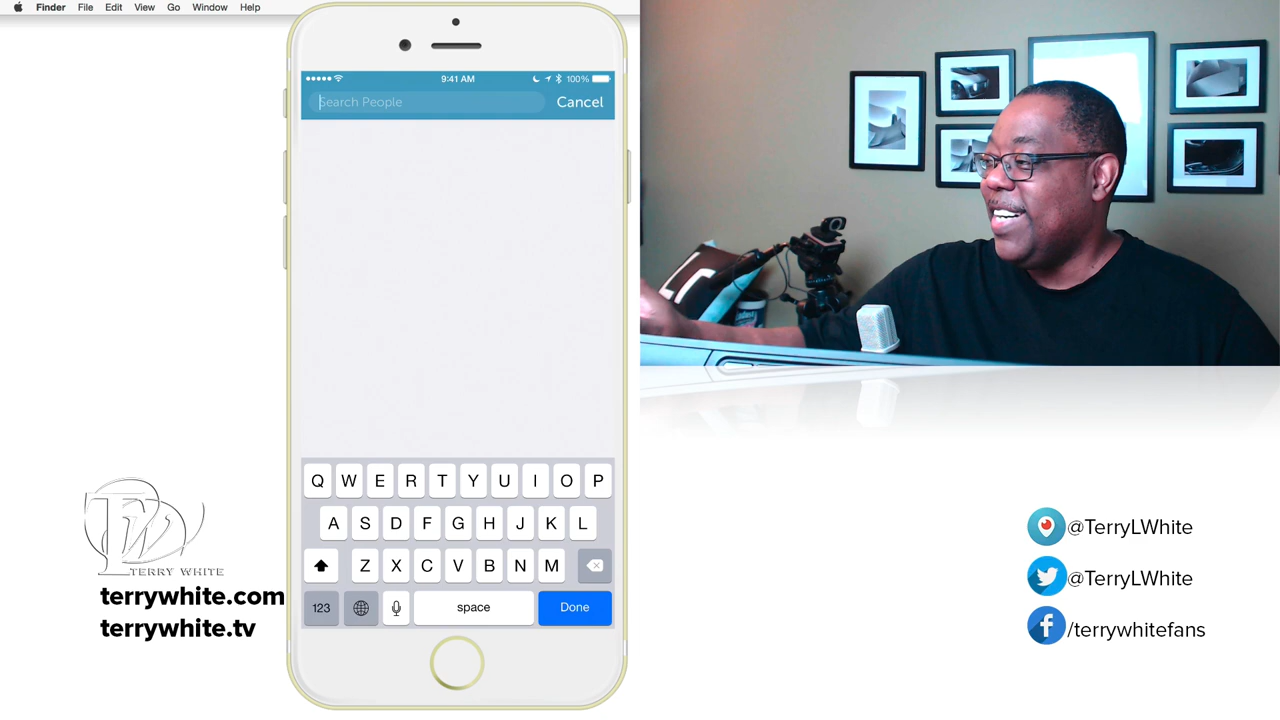 Finder File Edit View Go Window Help
9:41 AM 100%
Search People Cancel
Q W E R T Y U I O P
A S D F G H J K L
Z X C V B N M
123 space Done
TW
TERRY WHITE
terrywhite.com
terrywhite.tv
@TerryLWhite
@TerryLWhite
/terrywhitefans